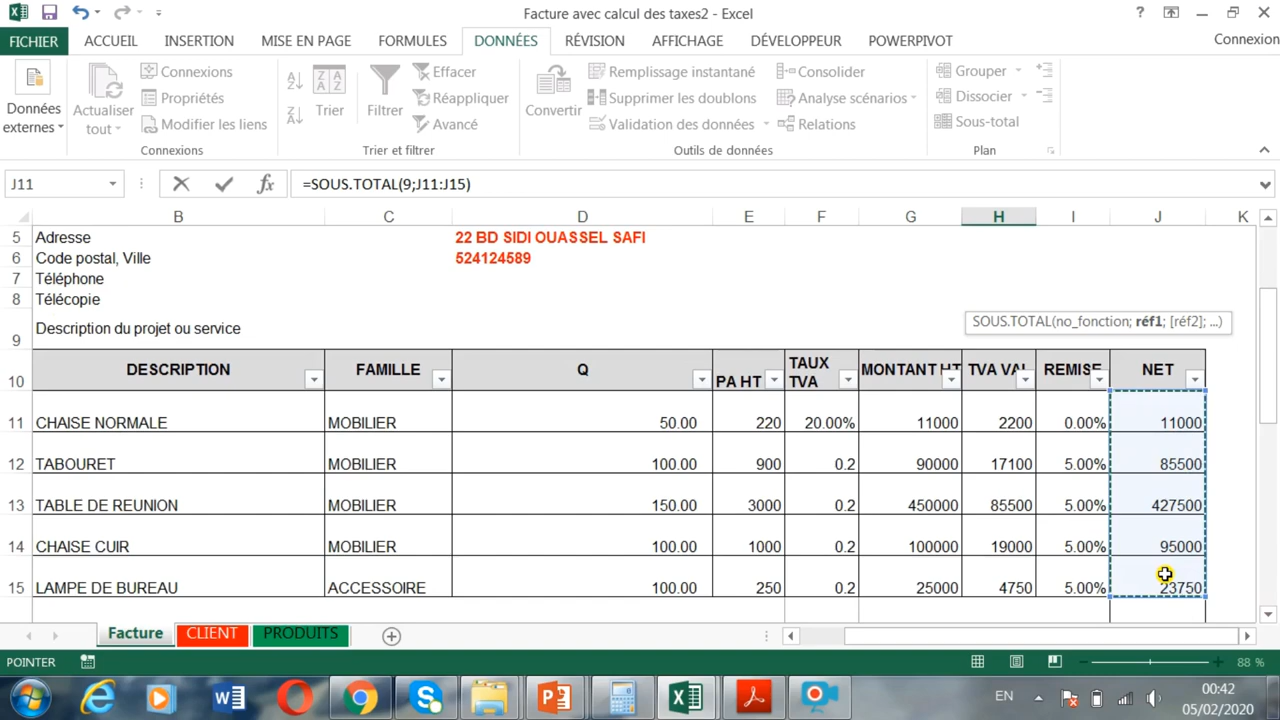 Facture avec calcul des taxes2 - Excel
?
FICHIER ACCUEIL INSERTION MISE EN PAGE FORMULES DONNÉES RÉVISION AFFICHAGE DÉVELOPPEUR POWERPIVOT Connexion
Données externes
Actualiser tout
Connexions
Propriétés
Modifier les liens
Connexions
Trier
Filtrer
Effacer
Réappliquer
Avancé
Trier et filtrer
Convertir
Remplissage instantané
Supprimer les doublons
Validation des données
Consolider
Analyse scénarios
Relations
Outils de données
Grouper
Dissocier
Sous-total
Plan
J11 fx =SOUS.TOTAL(9;J11:J15)
B C D E F G H I J K
5 Adresse 22 BD SIDI OUASSEL SAFI
6 Code postal, Ville 524124589
7 Téléphone
8 Télécopie
9 Description du projet ou service
SOUS.TOTAL(no_fonction; réf1; [réf2]; ...)
10 DESCRIPTION FAMILLE Q PA HT TAUX TVA MONTANT HT TVA VAL REMISE NET
11 CHAISE NORMALE MOBILIER 50.00 220 20.00% 11000 2200 0.00% 11000
12 TABOURET MOBILIER 100.00 900 0.2 90000 17100 5.00% 85500
13 TABLE DE REUNION MOBILIER 150.00 3000 0.2 450000 85500 5.00% 427500
14 CHAISE CUIR MOBILIER 100.00 1000 0.2 100000 19000 5.00% 95000
15 LAMPE DE BUREAU ACCESSOIRE 100.00 250 0.2 25000 4750 5.00% 23750
Facture CLIENT PRODUITS
POINTER 88 %
EN 00:42
05/02/2020